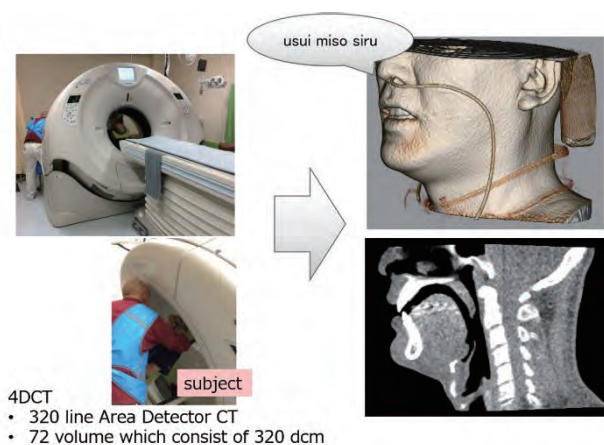 usui miso siru
subject
4DCT
• 320 line Area Detector CT
• 72 volume which consist of 320 dcm